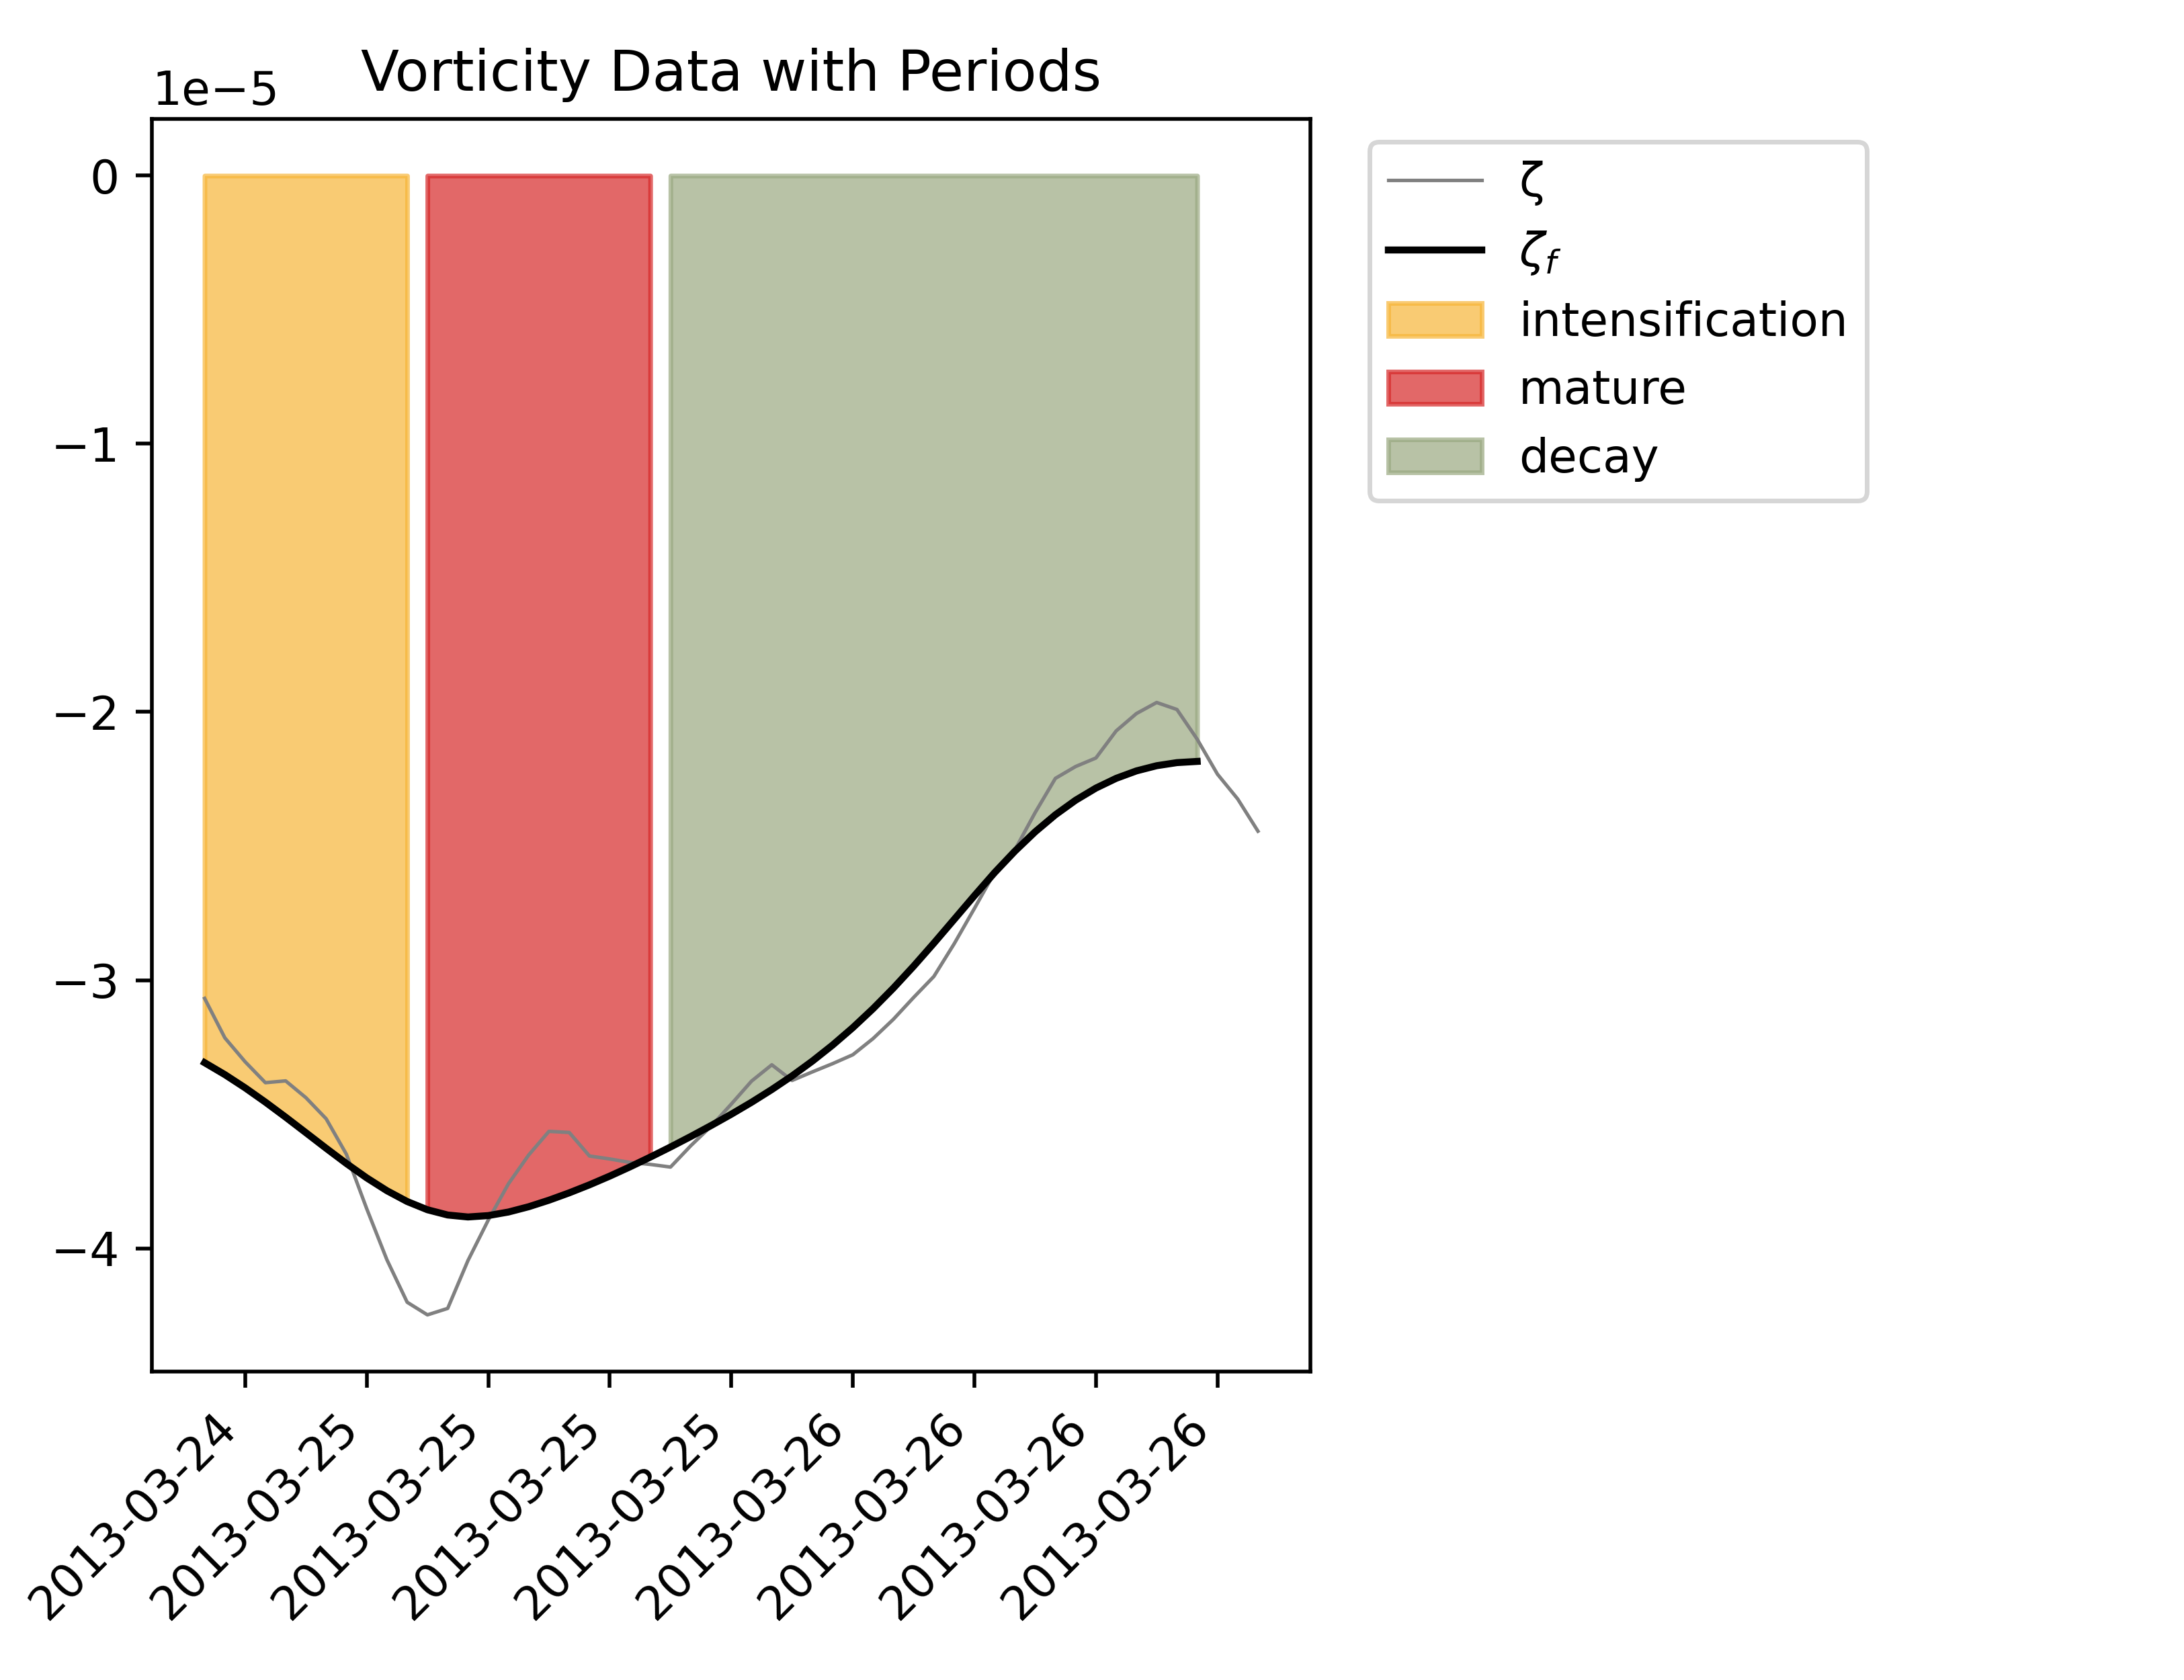 Vorticity Data with Periods
1e−5
0
−1
−2
−3
−4
2013-03-24
2013-03-25
2013-03-25
2013-03-25
2013-03-25
2013-03-26
2013-03-26
2013-03-26
2013-03-26
ζ
ζf
intensification
mature
decay